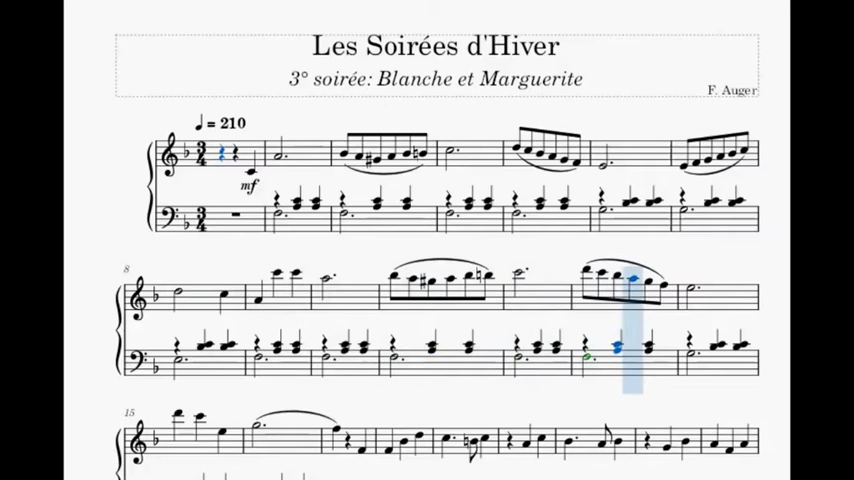 Les Soirées d'Hiver
3° soirée: Blanche et Marguerite
F. Auger
♩ = 210
3
4
mf
3
4
8
15